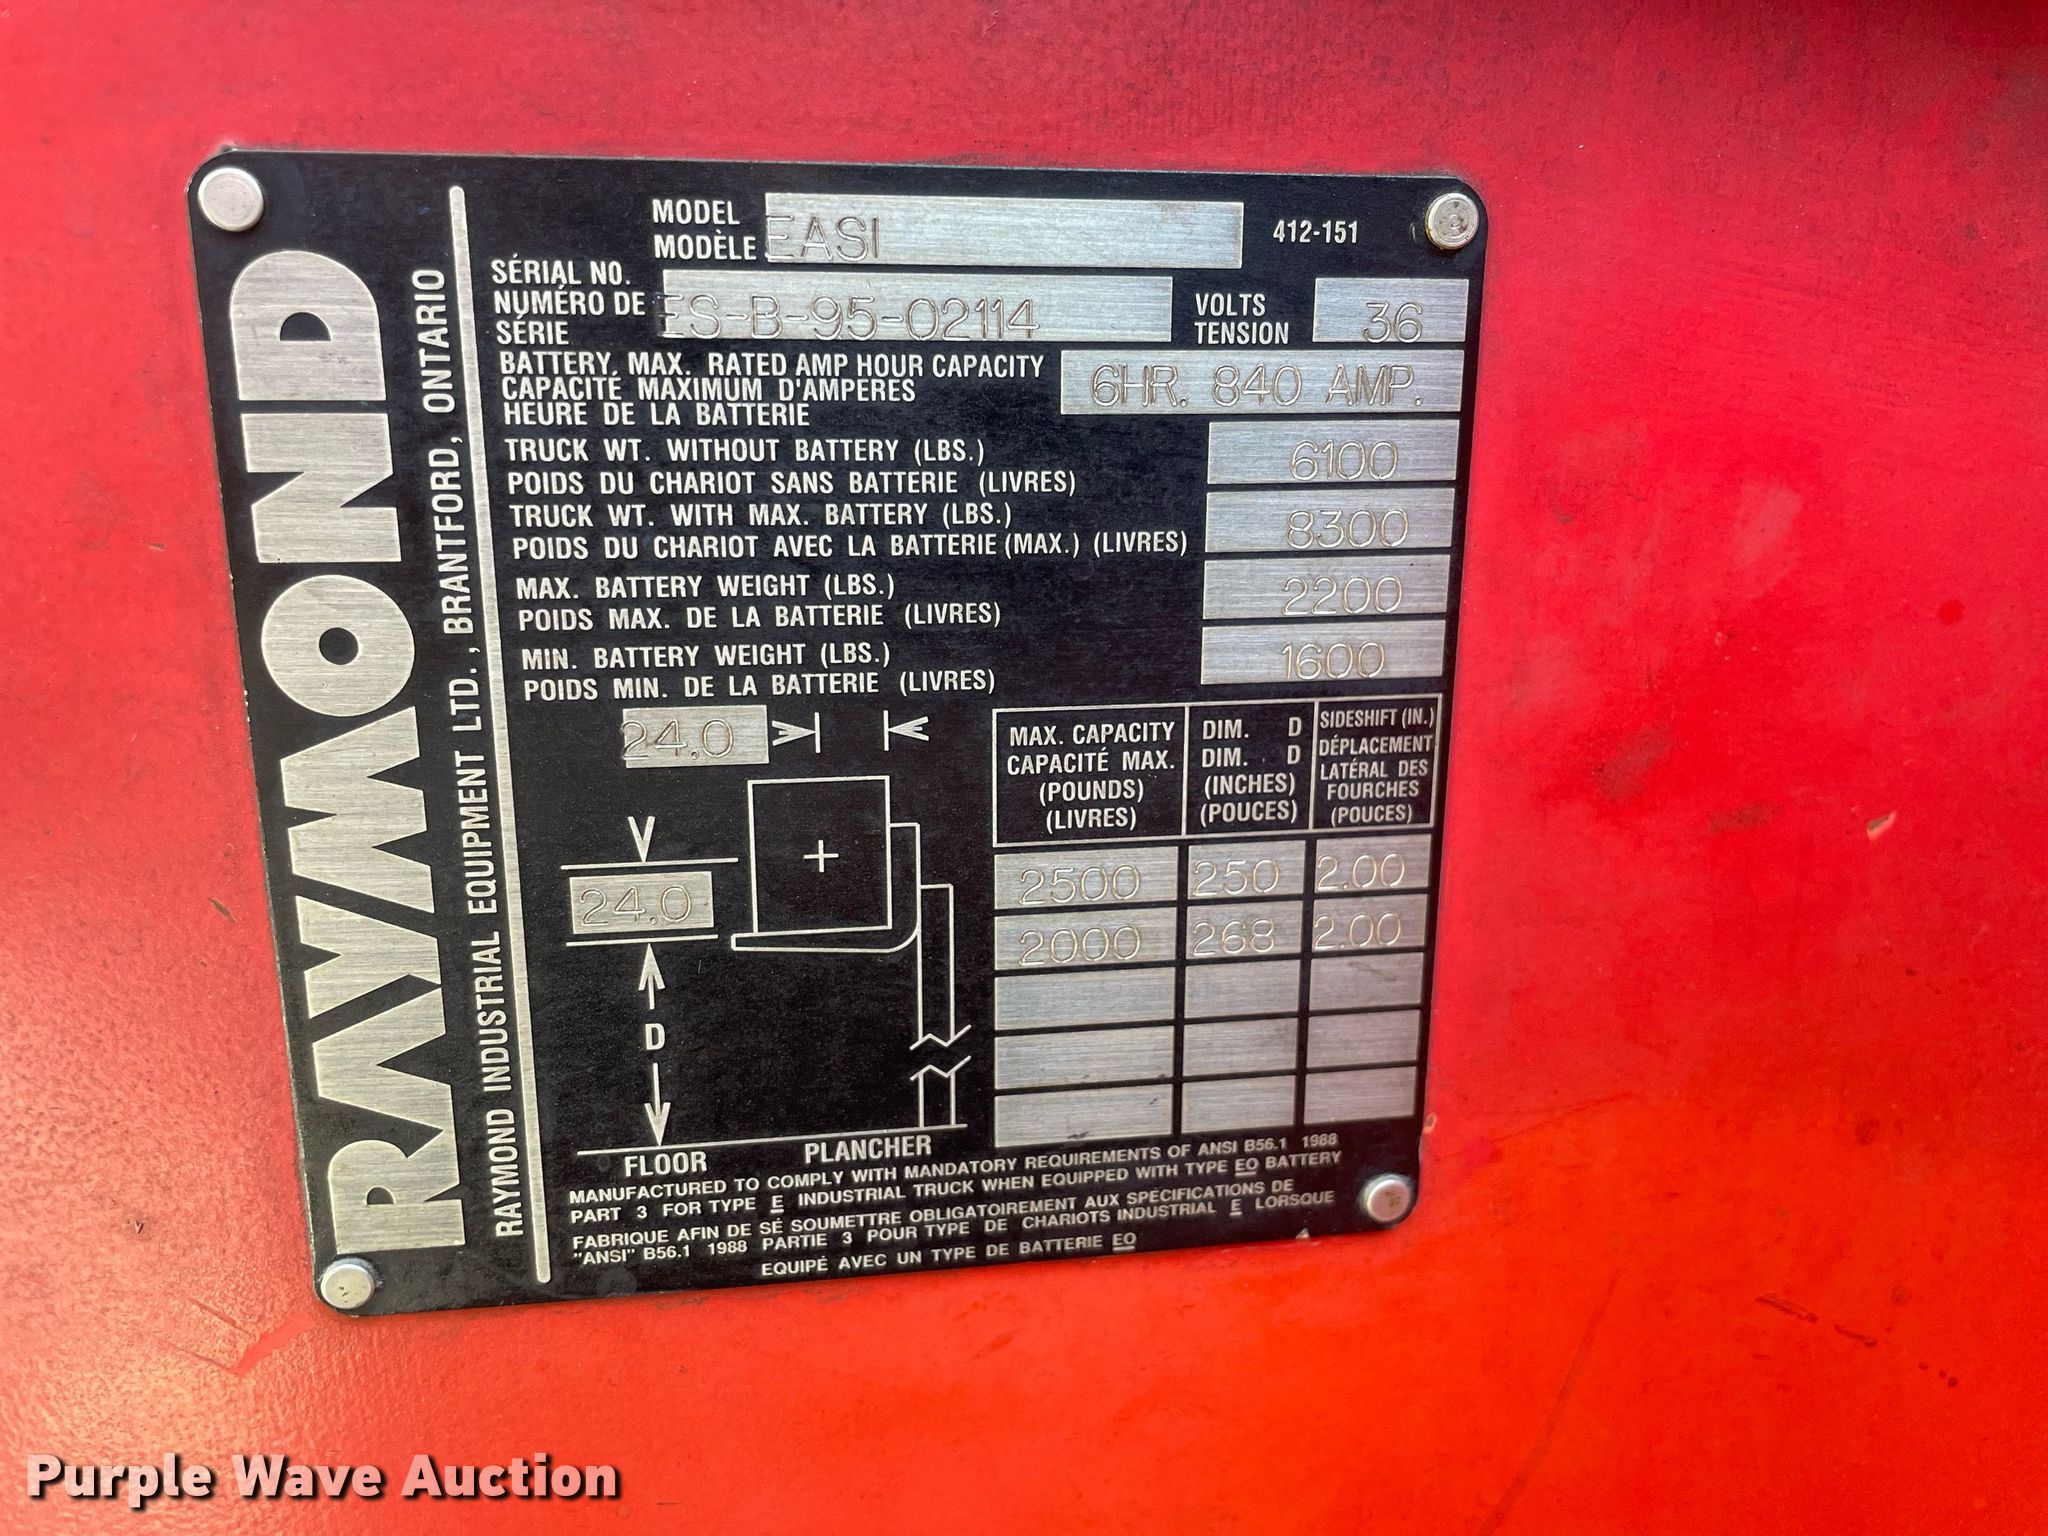 RAYMOND
RAYMOND INDUSTRIAL EQUIPMENT LTD., BRANTFORD, ONTARIO
MODEL
MODÈLE
EASI
412-151
SÉRIAL NO.
NUMÉRO DE
SÉRIE
ES-B-95-02114
VOLTS
TENSION
36
BATTERY. MAX. RATED AMP HOUR CAPACITY
CAPACITÉ MAXIMUM D'AMPERES
HEURE DE LA BATTERIE
6HR. 840 AMP.
TRUCK WT. WITHOUT BATTERY (LBS.)
POIDS DU CHARIOT SANS BATTERIE (LIVRES)
6100
TRUCK WT. WITH MAX. BATTERY (LBS.)
POIDS DU CHARIOT AVEC LA BATTERIE (MAX.) (LIVRES)
8300
MAX. BATTERY WEIGHT (LBS.)
POIDS MAX. DE LA BATTERIE (LIVRES)
2200
MIN. BATTERY WEIGHT (LBS.)
POIDS MIN. DE LA BATTERIE (LIVRES)
1600
24.0
24.0
D
FLOOR
PLANCHER
MAX. CAPACITY
CAPACITÉ MAX.
(POUNDS)
(LIVRES)
DIM. D
DIM. D
(INCHES)
(POUCES)
SIDESHIFT (IN.)
DÉPLACEMENT
LATÉRAL DES
FOURCHES
(POUCES)
2500 250 2.00
2000 268 2.00
MANUFACTURED TO COMPLY WITH MANDATORY REQUIREMENTS OF ANSI B56.1 1988
PART 3 FOR TYPE E INDUSTRIAL TRUCK WHEN EQUIPPED WITH TYPE EO BATTERY
FABRIQUE AFIN DE SÉ SOUMETTRE OBLIGATOIREMENT AUX SPÉCIFICATIONS DE
"ANSI" B56.1 1988 PARTIE 3 POUR TYPE DE CHARIOTS INDUSTRIAL E LORSQUE
EQUIPÉ AVEC UN TYPE DE BATTERIE EO
Purple Wave Auction